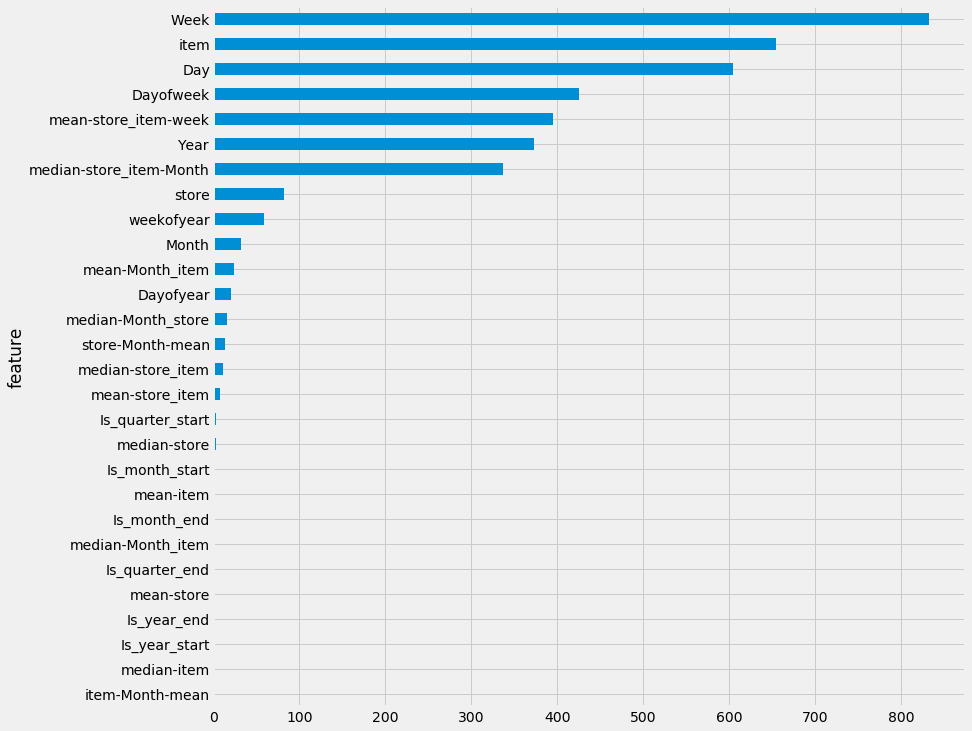 Week
item
Day
Dayofweek
mean-store_item-week
Year
median-store_item-Month
store
weekofyear
Month
mean-Month_item
Dayofyear
median-Month_store
store-Month-mean
median-store_item
mean-store_item
Is_quarter_start
median-store
Is_month_start
mean-item
Is_month_end
median-Month_item
Is_quarter_end
mean-store
Is_year_end
Is_year_start
median-item
item-Month-mean
feature
0 100 200 300 400 500 600 700 800